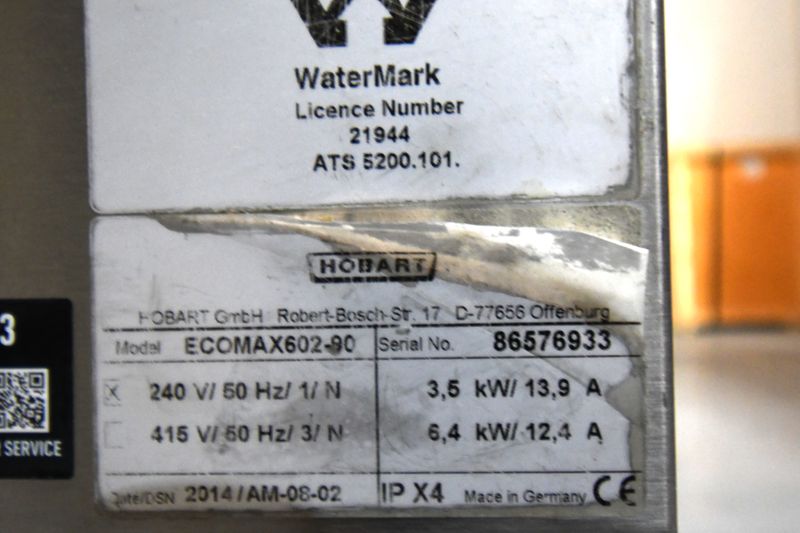 WaterMark
Licence Number
21944
ATS 5200.101.
HOBART
HOBART GmbH Robert-Bosch-Str. 17 D-77656 Offenburg
Model ECOMAX602-90 Serial No. 86576933
x 240 V/ 50 Hz/ 1/ N 3,5 kW/ 13,9 A
415 V/ 50 Hz/ 3/ N 6,4 kW/ 12,4 A
Date/DSN 2014/AM-08-02 IP X4 Made in Germany CE
3
SERVICE